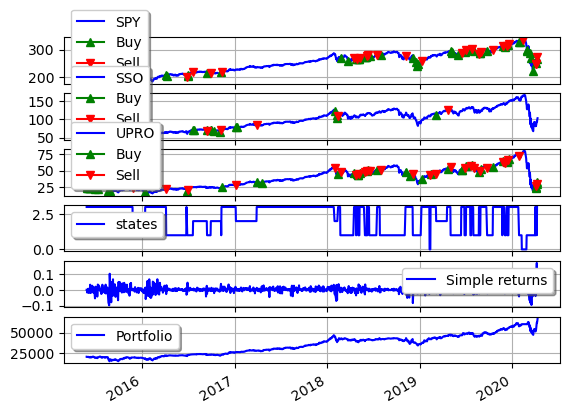 SPY
Buy
Sell
300
200
SSO
Buy
Sell
150
100
50
UPRO
Buy
Sell
75
50
25
states
2.5
0.0
Simple returns
0.1
0.0
−0.1
Portfolio
50000
25000
2016
2017
2018
2019
2020